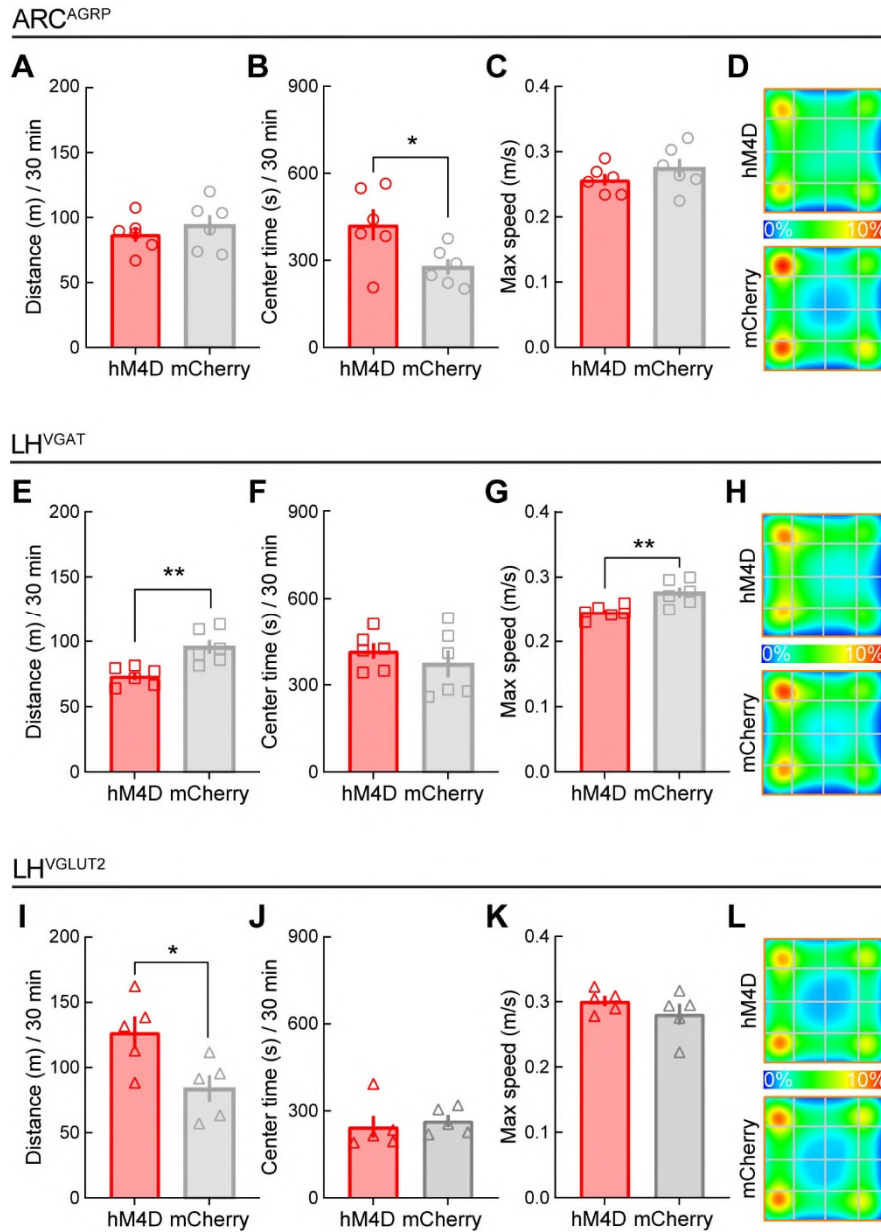 ARCAGRP
A B C D
200 900 0.4
150 600 0.3
100 0.2
50 300 0.1
0 0 0.0
Distance (m) / 30 min
Center time (s) / 30 min
Max speed (m/s)
*
hM4D mCherry hM4D mCherry hM4D mCherry
hM4D
0% 10%
mCherry
LHVGAT
E F G H
200 900 0.4
150 600 0.3
100 0.2
50 300 0.1
0 0 0.0
Distance (m) / 30 min
Center time (s) / 30 min
Max speed (m/s)
** **
hM4D mCherry hM4D mCherry hM4D mCherry
hM4D
0% 10%
mCherry
LHVGLUT2
I J K L
200 900 0.4
150 600 0.3
100 0.2
50 300 0.1
0 0 0.0
Distance (m) / 30 min
Center time (s) / 30 min
Max speed (m/s)
*
hM4D mCherry hM4D mCherry hM4D mCherry
hM4D
0% 10%
mCherry